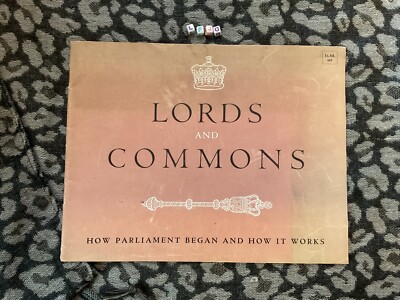 LORDS
AND
COMMONS
HOW PARLIAMENT BEGAN AND HOW IT WORKS